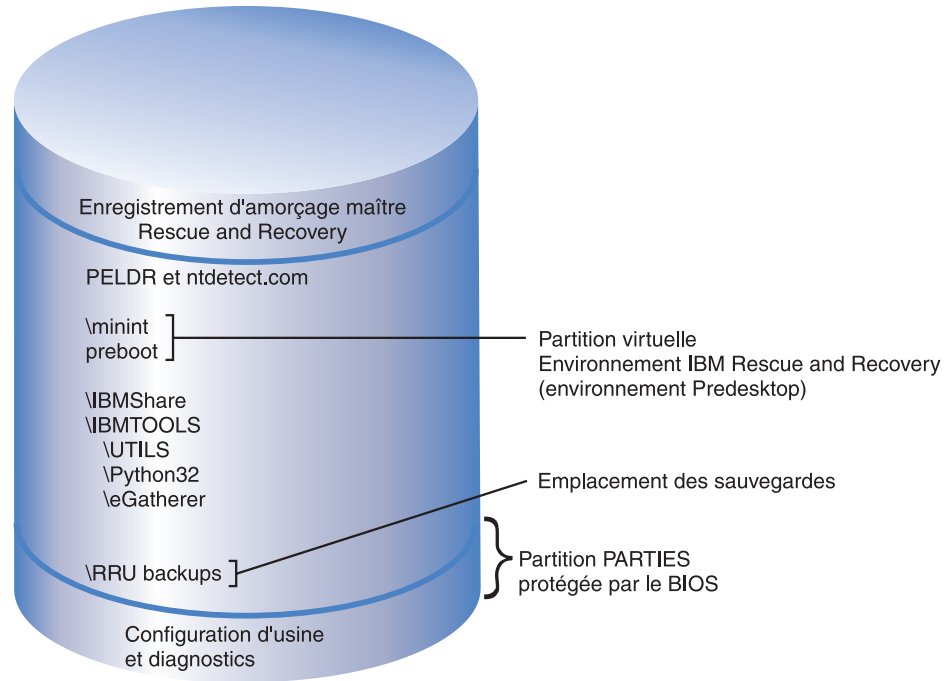 Enregistrement d'amorçage maître
Rescue and Recovery
PELDR et ntdetect.com
\minint
preboot
Partition virtuelle
Environnement IBM Rescue and Recovery
(environnement Predesktop)
\IBMShare
\IBMTOOLS
\UTILS
\Python32
\eGatherer
Emplacement des sauvegardes
\RRU backups
Partition PARTIES
protégée par le BIOS
Configuration d'usine
et diagnostics